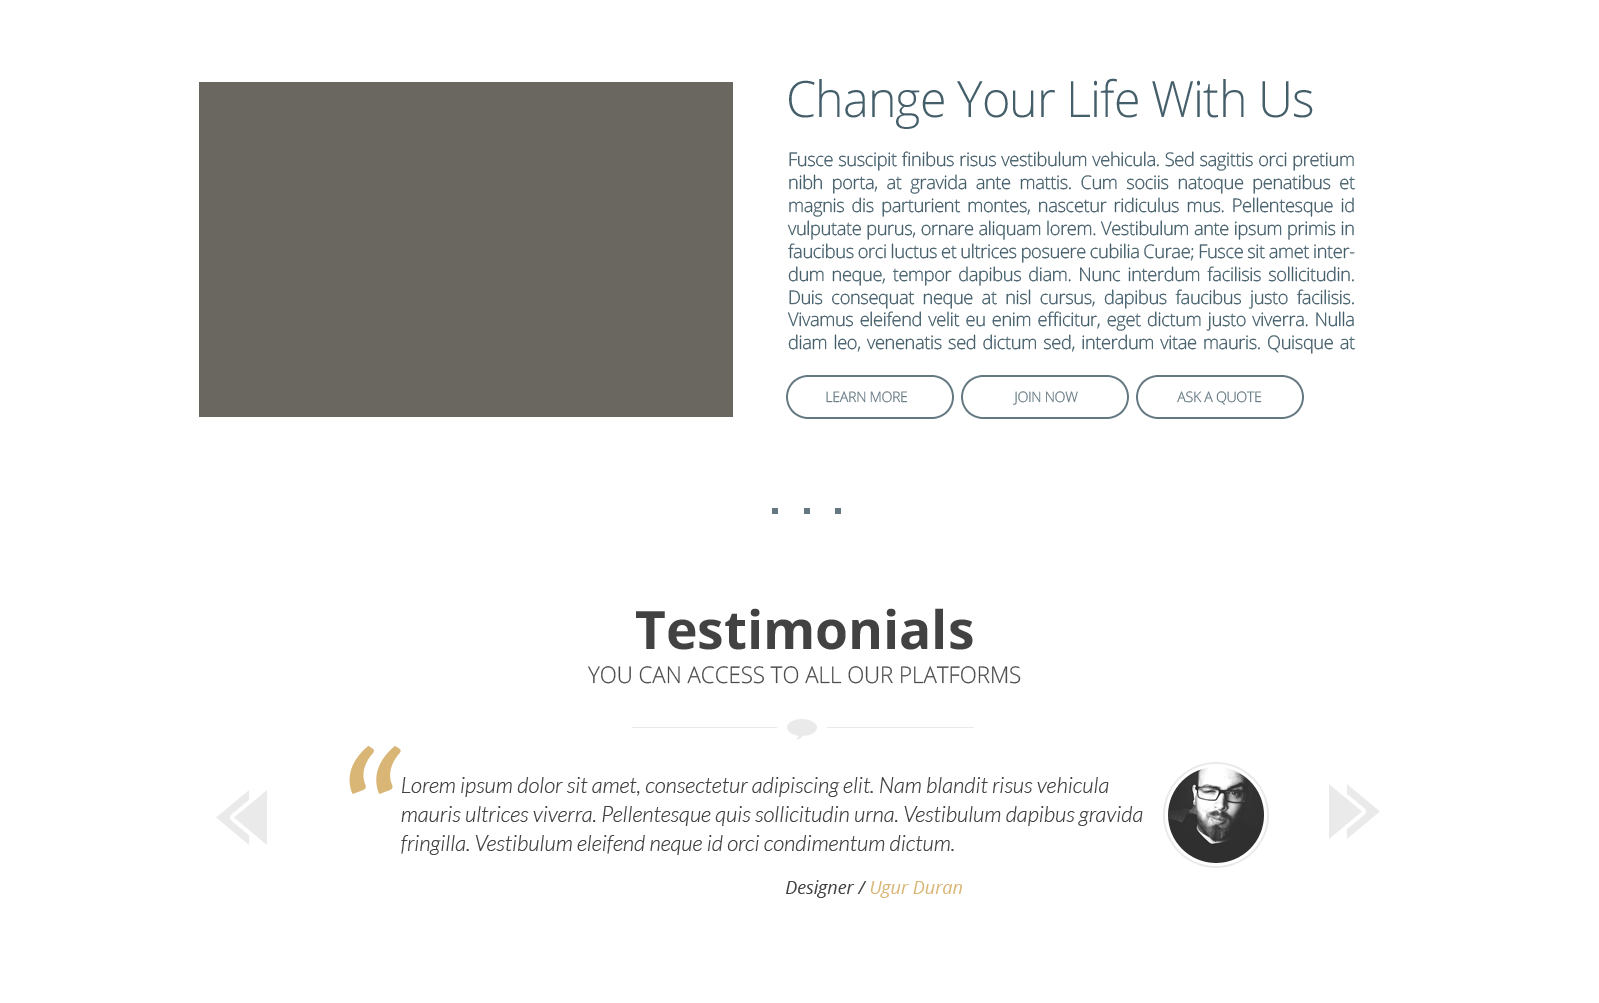 Change Your Life With Us
Fusce suscipit finibus risus vestibulum vehicula. Sed sagittis orci pretium
nibh porta, at gravida ante mattis. Cum sociis natoque penatibus et
magnis dis parturient montes, nascetur ridiculus mus. Pellentesque id
vulputate purus, ornare aliquam lorem. Vestibulum ante ipsum primis in
faucibus orci luctus et ultrices posuere cubilia Curae; Fusce sit amet inter-
dum neque, tempor dapibus diam. Nunc interdum facilisis sollicitudin.
Duis consequat neque at nisl cursus, dapibus faucibus justo facilisis.
Vivamus eleifend velit eu enim efficitur, eget dictum justo viverra. Nulla
diam leo, venenatis sed dictum sed, interdum vitae mauris. Quisque at
LEARN MORE
JOIN NOW
ASK A QUOTE
Testimonials
YOU CAN ACCESS TO ALL OUR PLATFORMS
“Lorem ipsum dolor sit amet, consectetur adipiscing elit. Nam blandit risus vehicula
mauris ultrices viverra. Pellentesque quis sollicitudin urna. Vestibulum dapibus gravida
fringilla. Vestibulum eleifend neque id orci condimentum dictum.
Designer / Ugur Duran